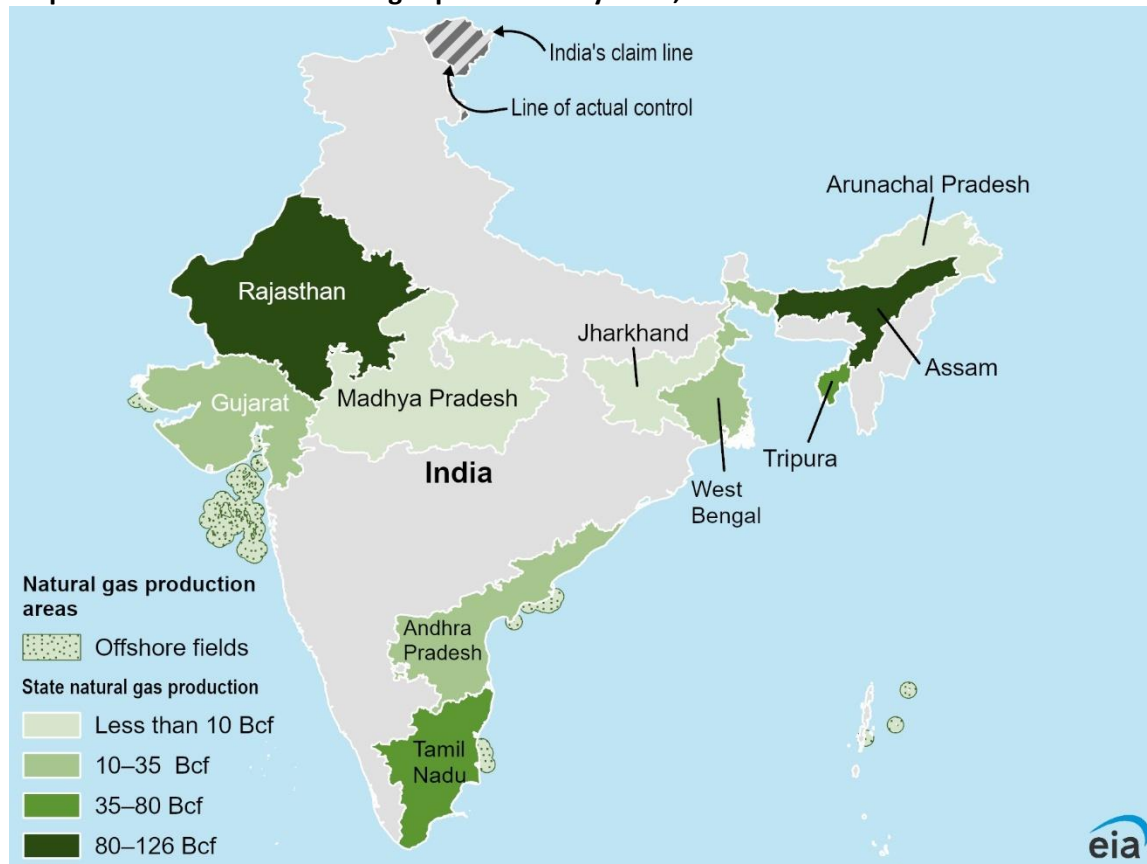 India's claim line
Line of actual control
Arunachal Pradesh
Rajasthan
Jharkhand
Assam
Gujarat
Madhya Pradesh
Tripura
India
West
Bengal
Andhra
Pradesh
Tamil
Nadu
Natural gas production
areas
Offshore fields
State natural gas production
Less than 10 Bcf
10–35 Bcf
35–80 Bcf
80–126 Bcf
eia